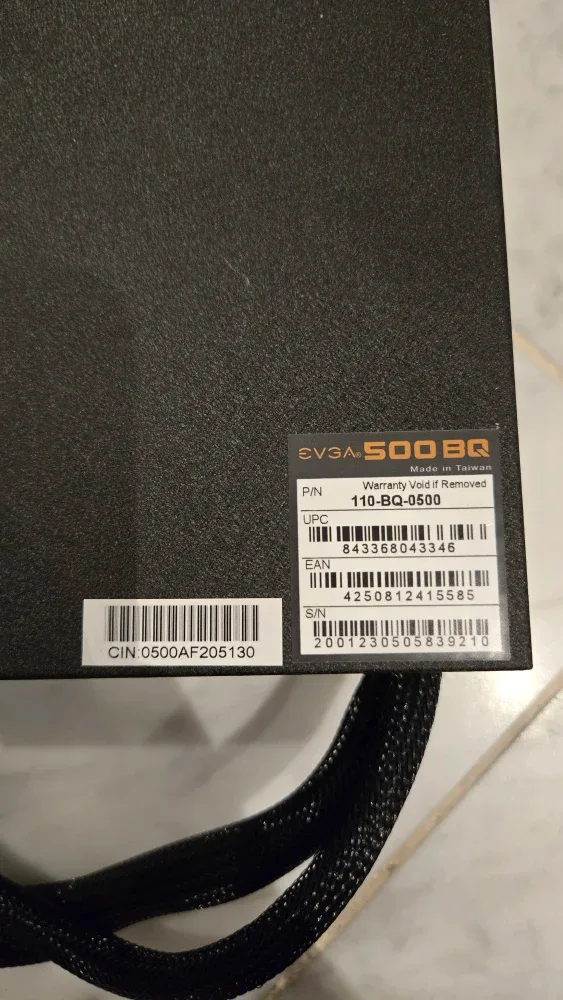 EVGA® 500 BQ
Made in Taiwan
P/N Warranty Void if Removed
110-BQ-0500
UPC
843368043346
EAN
4250812415585
S/N
2001230505839210
CIN:0500AF205130